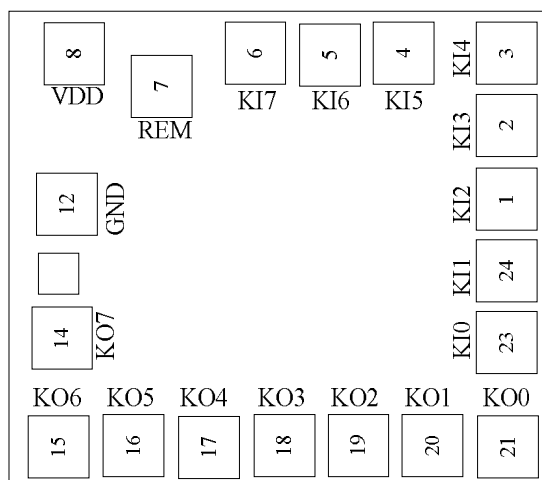 8
VDD
7
REM
6
KI7
5
KI6
4
KI5
3
KI4
2
KI3
1
KI2
24
KI1
23
KI0
12
GND
14
KO7
KO6 KO5 KO4 KO3 KO2 KO1 KO0
15 16 17 18 19 20 21